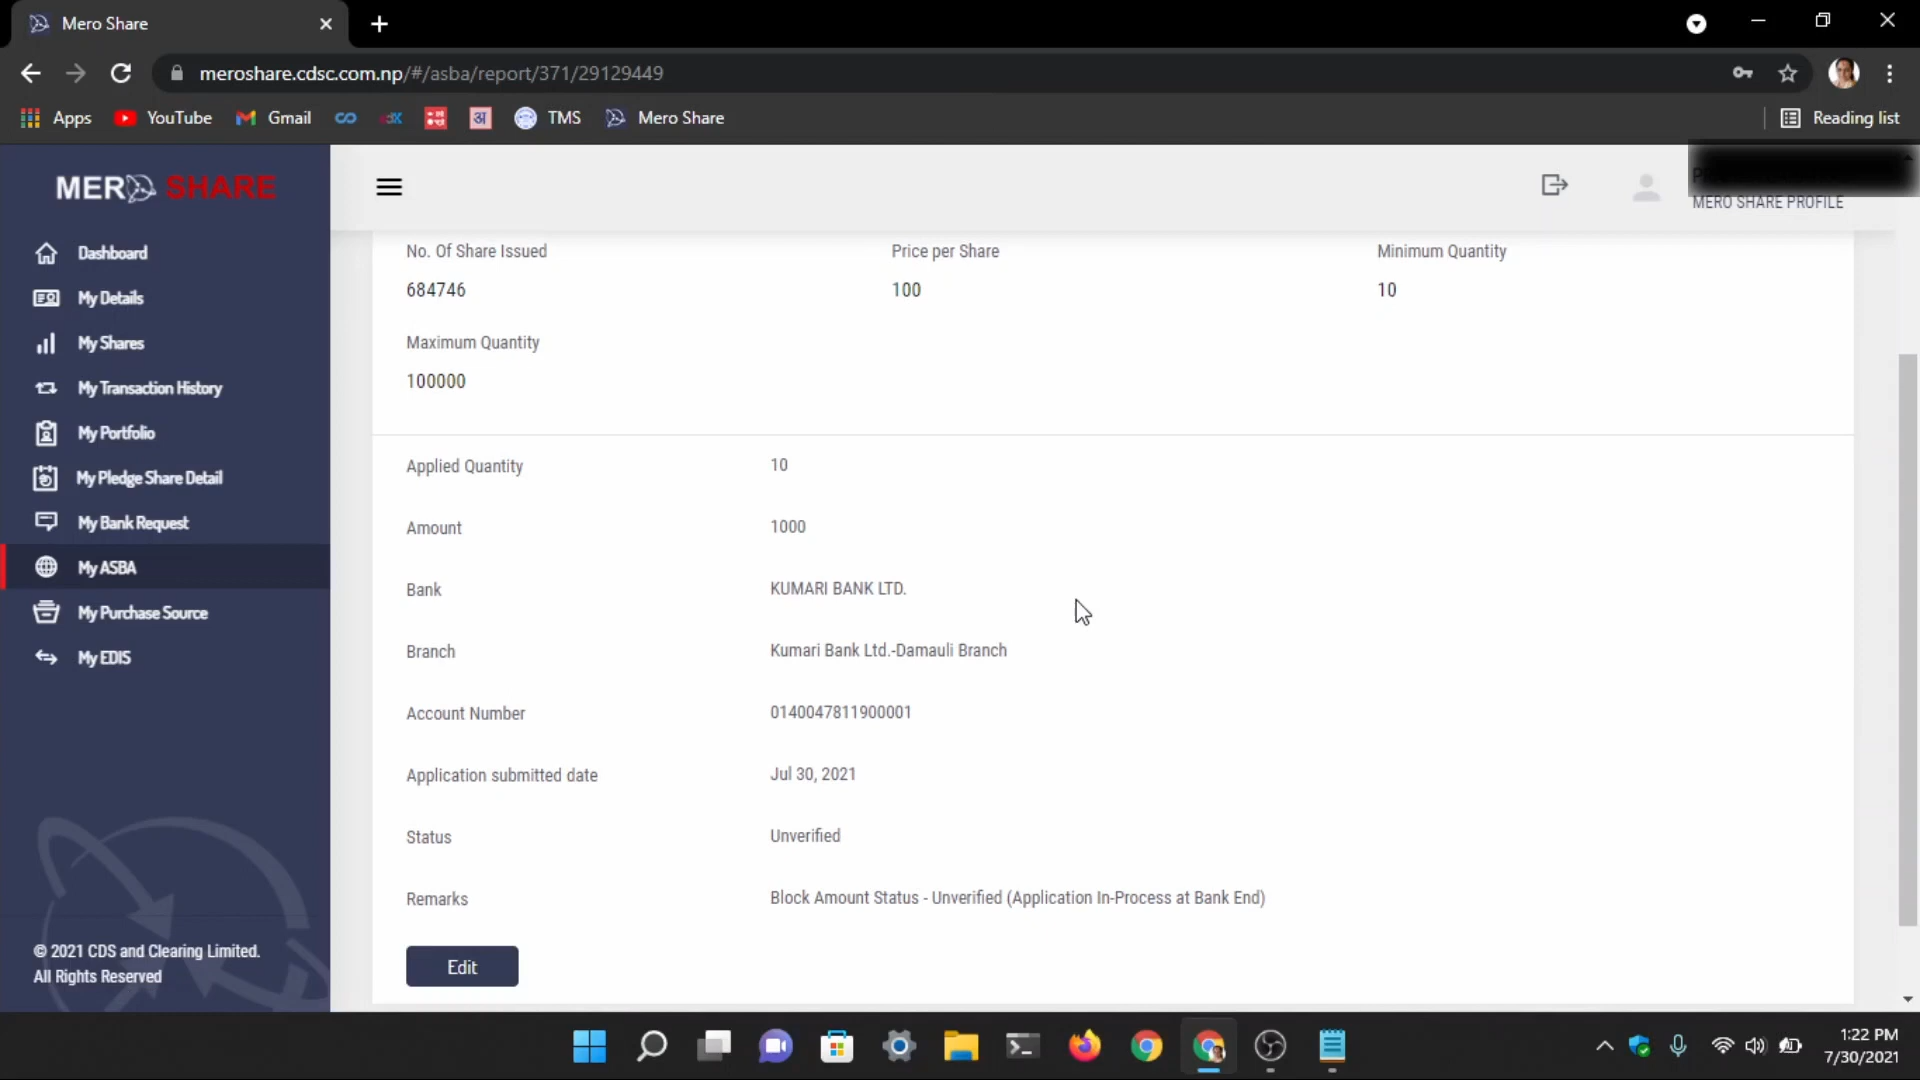 Mero Share
meroshare.cdsc.com.np/#/asba/report/371/29129449
Apps YouTube Gmail अ TMS Mero Share Reading list
MERO SHARE
MERO SHARE PROFILE
Dashboard
My Details
My Shares
My Transaction History
My Portfolio
My Pledge Share Detail
My Bank Request
My ASBA
My Purchase Source
My EDIS
© 2021 CDS and Clearing Limited.
All Rights Reserved
No. Of Share Issued Price per Share Minimum Quantity
684746 100 10
Maximum Quantity
100000
Applied Quantity 10
Amount 1000
Bank KUMARI BANK LTD.
Branch Kumari Bank Ltd.-Damauli Branch
Account Number 0140047811900001
Application submitted date Jul 30, 2021
Status Unverified
Remarks Block Amount Status - Unverified (Application In-Process at Bank End)
Edit
1:22 PM
7/30/2021